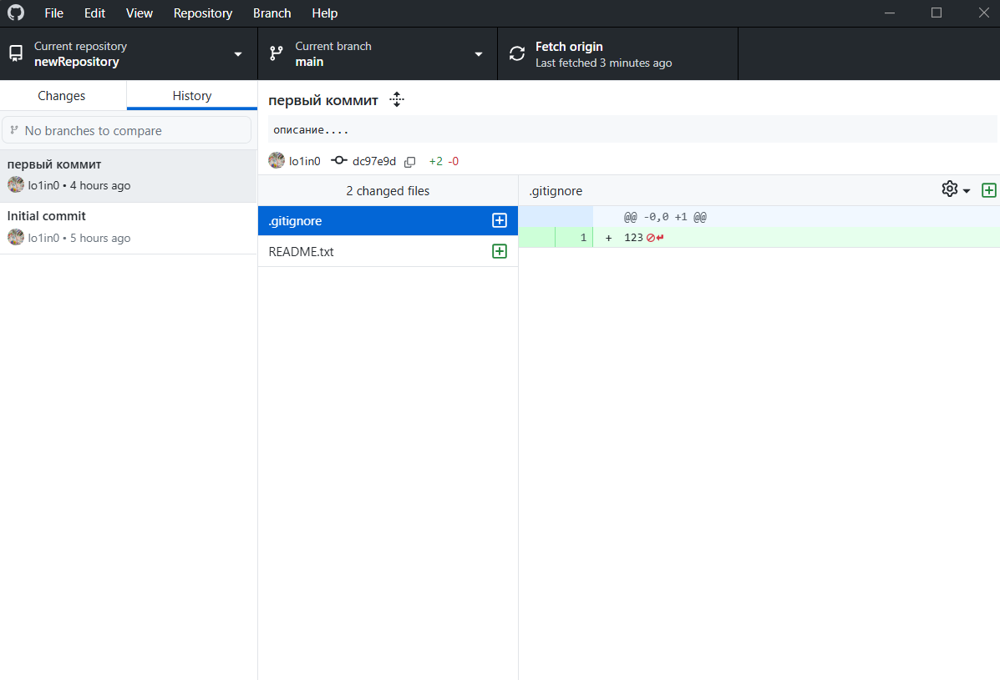 File Edit View Repository Branch Help
Current repository
newRepository
Current branch
main
Fetch origin
Last fetched 3 minutes ago
Changes
History
No branches to compare
первый коммит
lo1in0 • 4 hours ago
Initial commit
lo1in0 • 5 hours ago
первый коммит
описание....
lo1in0 dc97e9d +2 -0
2 changed files
.gitignore
README.txt
.gitignore
@@ -0,0 +1 @@
1 + 123